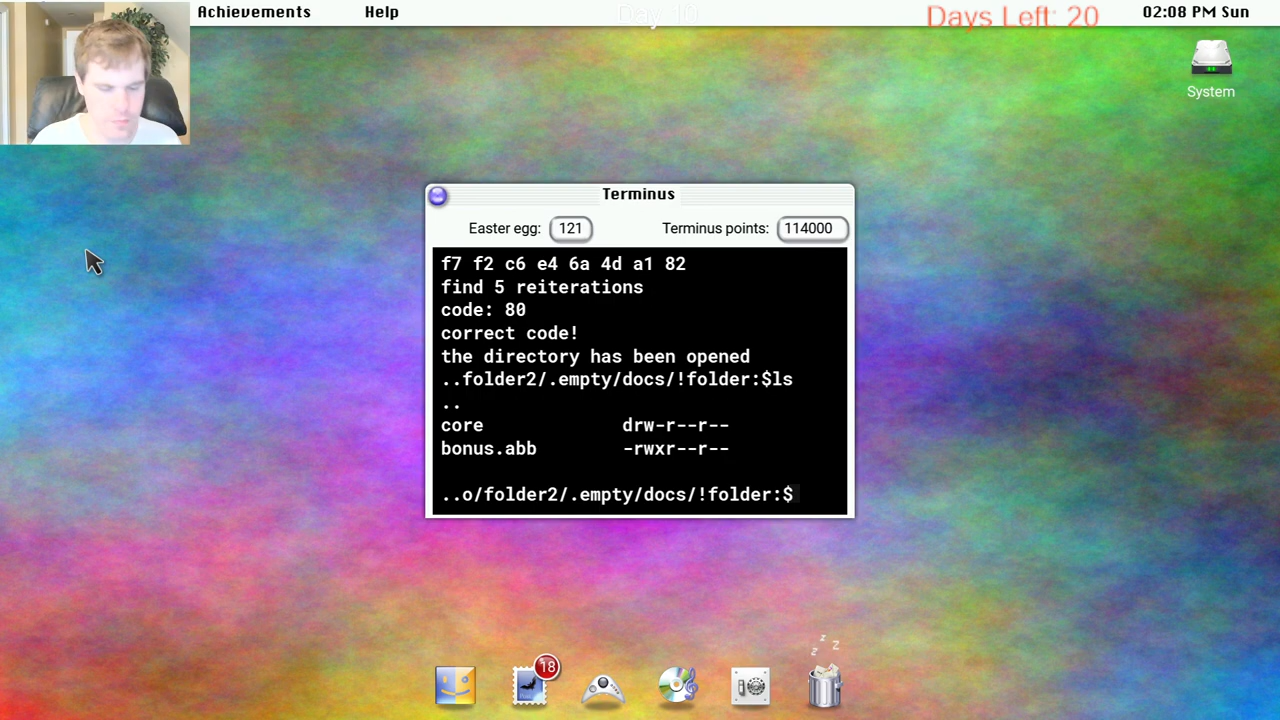 Achievements
Help
Day 10
Days Left: 20
02:08 PM Sun
System
Terminus
Easter egg: 121
Terminus points: 114000
f7 f2 c6 e4 6a 4d a1 82
find 5 reiterations
code: 80
correct code!
the directory has been opened
..folder2/.empty/docs/!folder:$ls
..
core drw-r--r--
bonus.abb -rwxr--r--
..o/folder2/.empty/docs/!folder:$
z z z
18